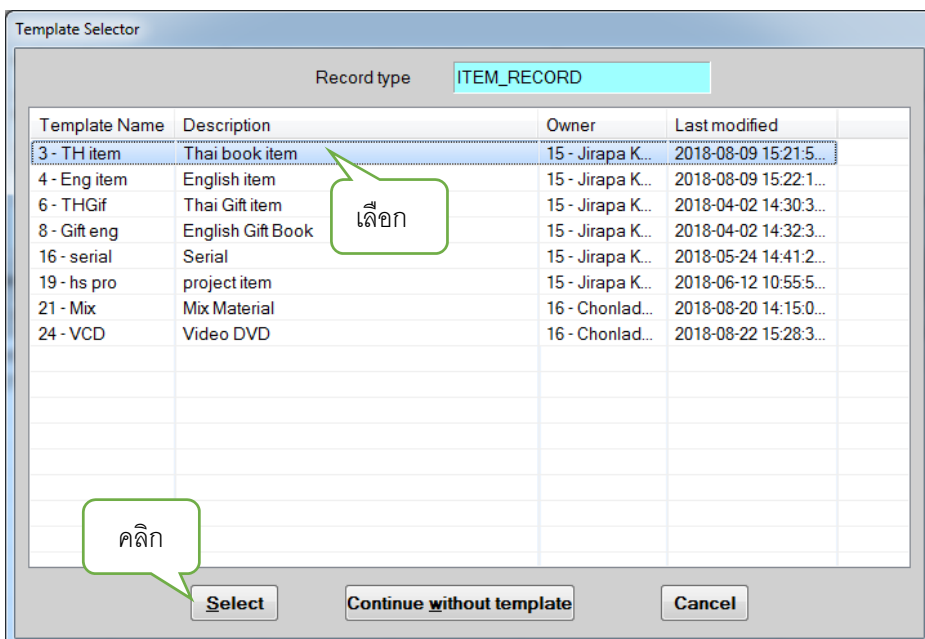 Template Selector
Record type ITEM_RECORD
Template Name Description Owner Last modified
3 - TH item Thai book item 15 - Jirapa K... 2018-08-09 15:21:5...
4 - Eng item English item 15 - Jirapa K... 2018-08-09 15:22:1...
6 - THGif Thai Gift item 15 - Jirapa K... 2018-04-02 14:30:3...
เลือก
8 - Gift eng English Gift Book 15 - Jirapa K... 2018-04-02 14:32:3...
16 - serial Serial 15 - Jirapa K... 2018-05-24 14:41:2...
19 - hs pro project item 15 - Jirapa K... 2018-06-12 10:55:5...
21 - Mix Mix Material 16 - Chonlad... 2018-08-20 14:15:0...
24 - VCD Video DVD 16 - Chonlad... 2018-08-22 15:28:3...
คลิก
Select Continue without template Cancel